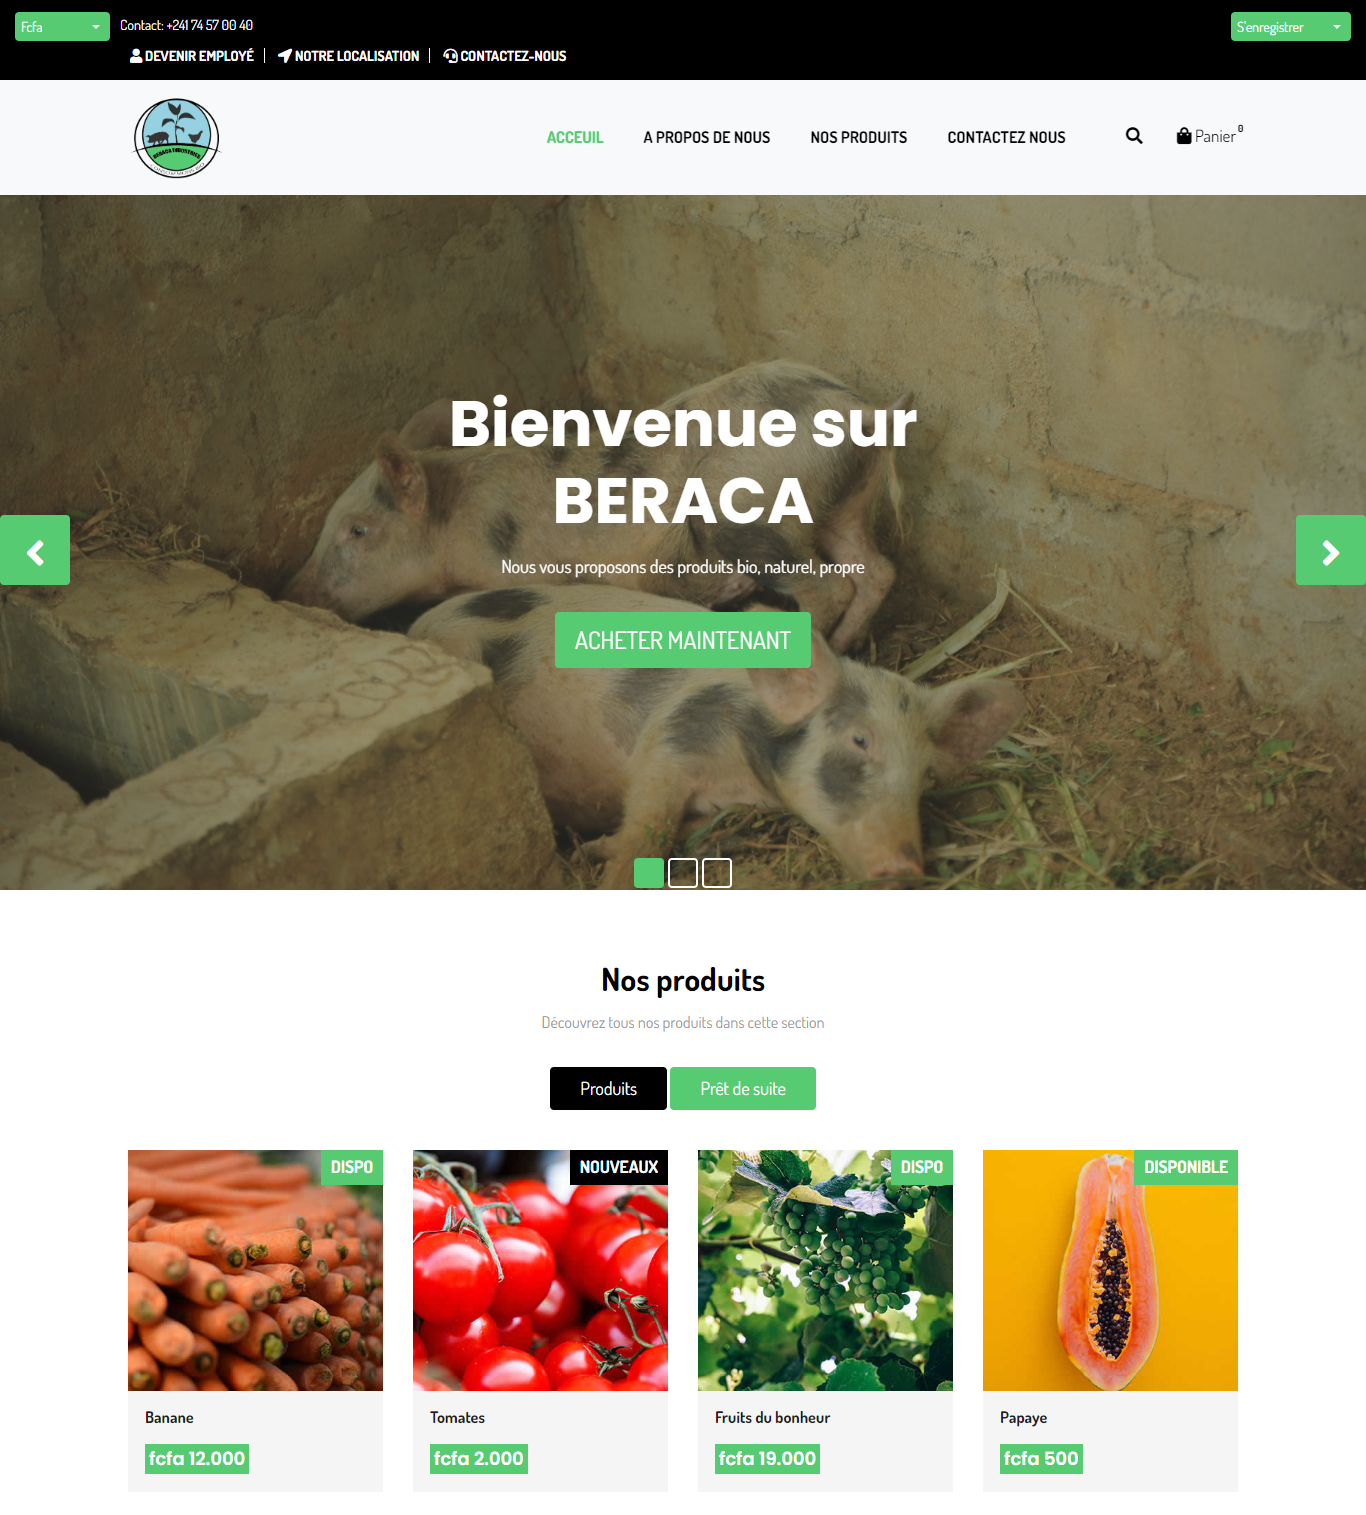 Fcfa
Contact: +241 74 57 00 40
S'enregistrer
DEVENIR EMPLOYÉ
NOTRE LOCALISATION
CONTACTEZ-NOUS
BERACA INDUSTRIES
ACCEUIL
A PROPOS DE NOUS
NOS PRODUITS
CONTACTEZ NOUS
Panier 0
Bienvenue sur
BERACA
Nous vous proposons des produits bio, naturel, propre
ACHETER MAINTENANT
Nos produits
Découvrez tous nos produits dans cette section
Produits
Prêt de suite
DISPO
NOUVEAUX
DISPO
DISPONIBLE
Banane
Tomates
Fruits du bonheur
Papaye
fcfa 12.000
fcfa 2.000
fcfa 19.000
fcfa 500